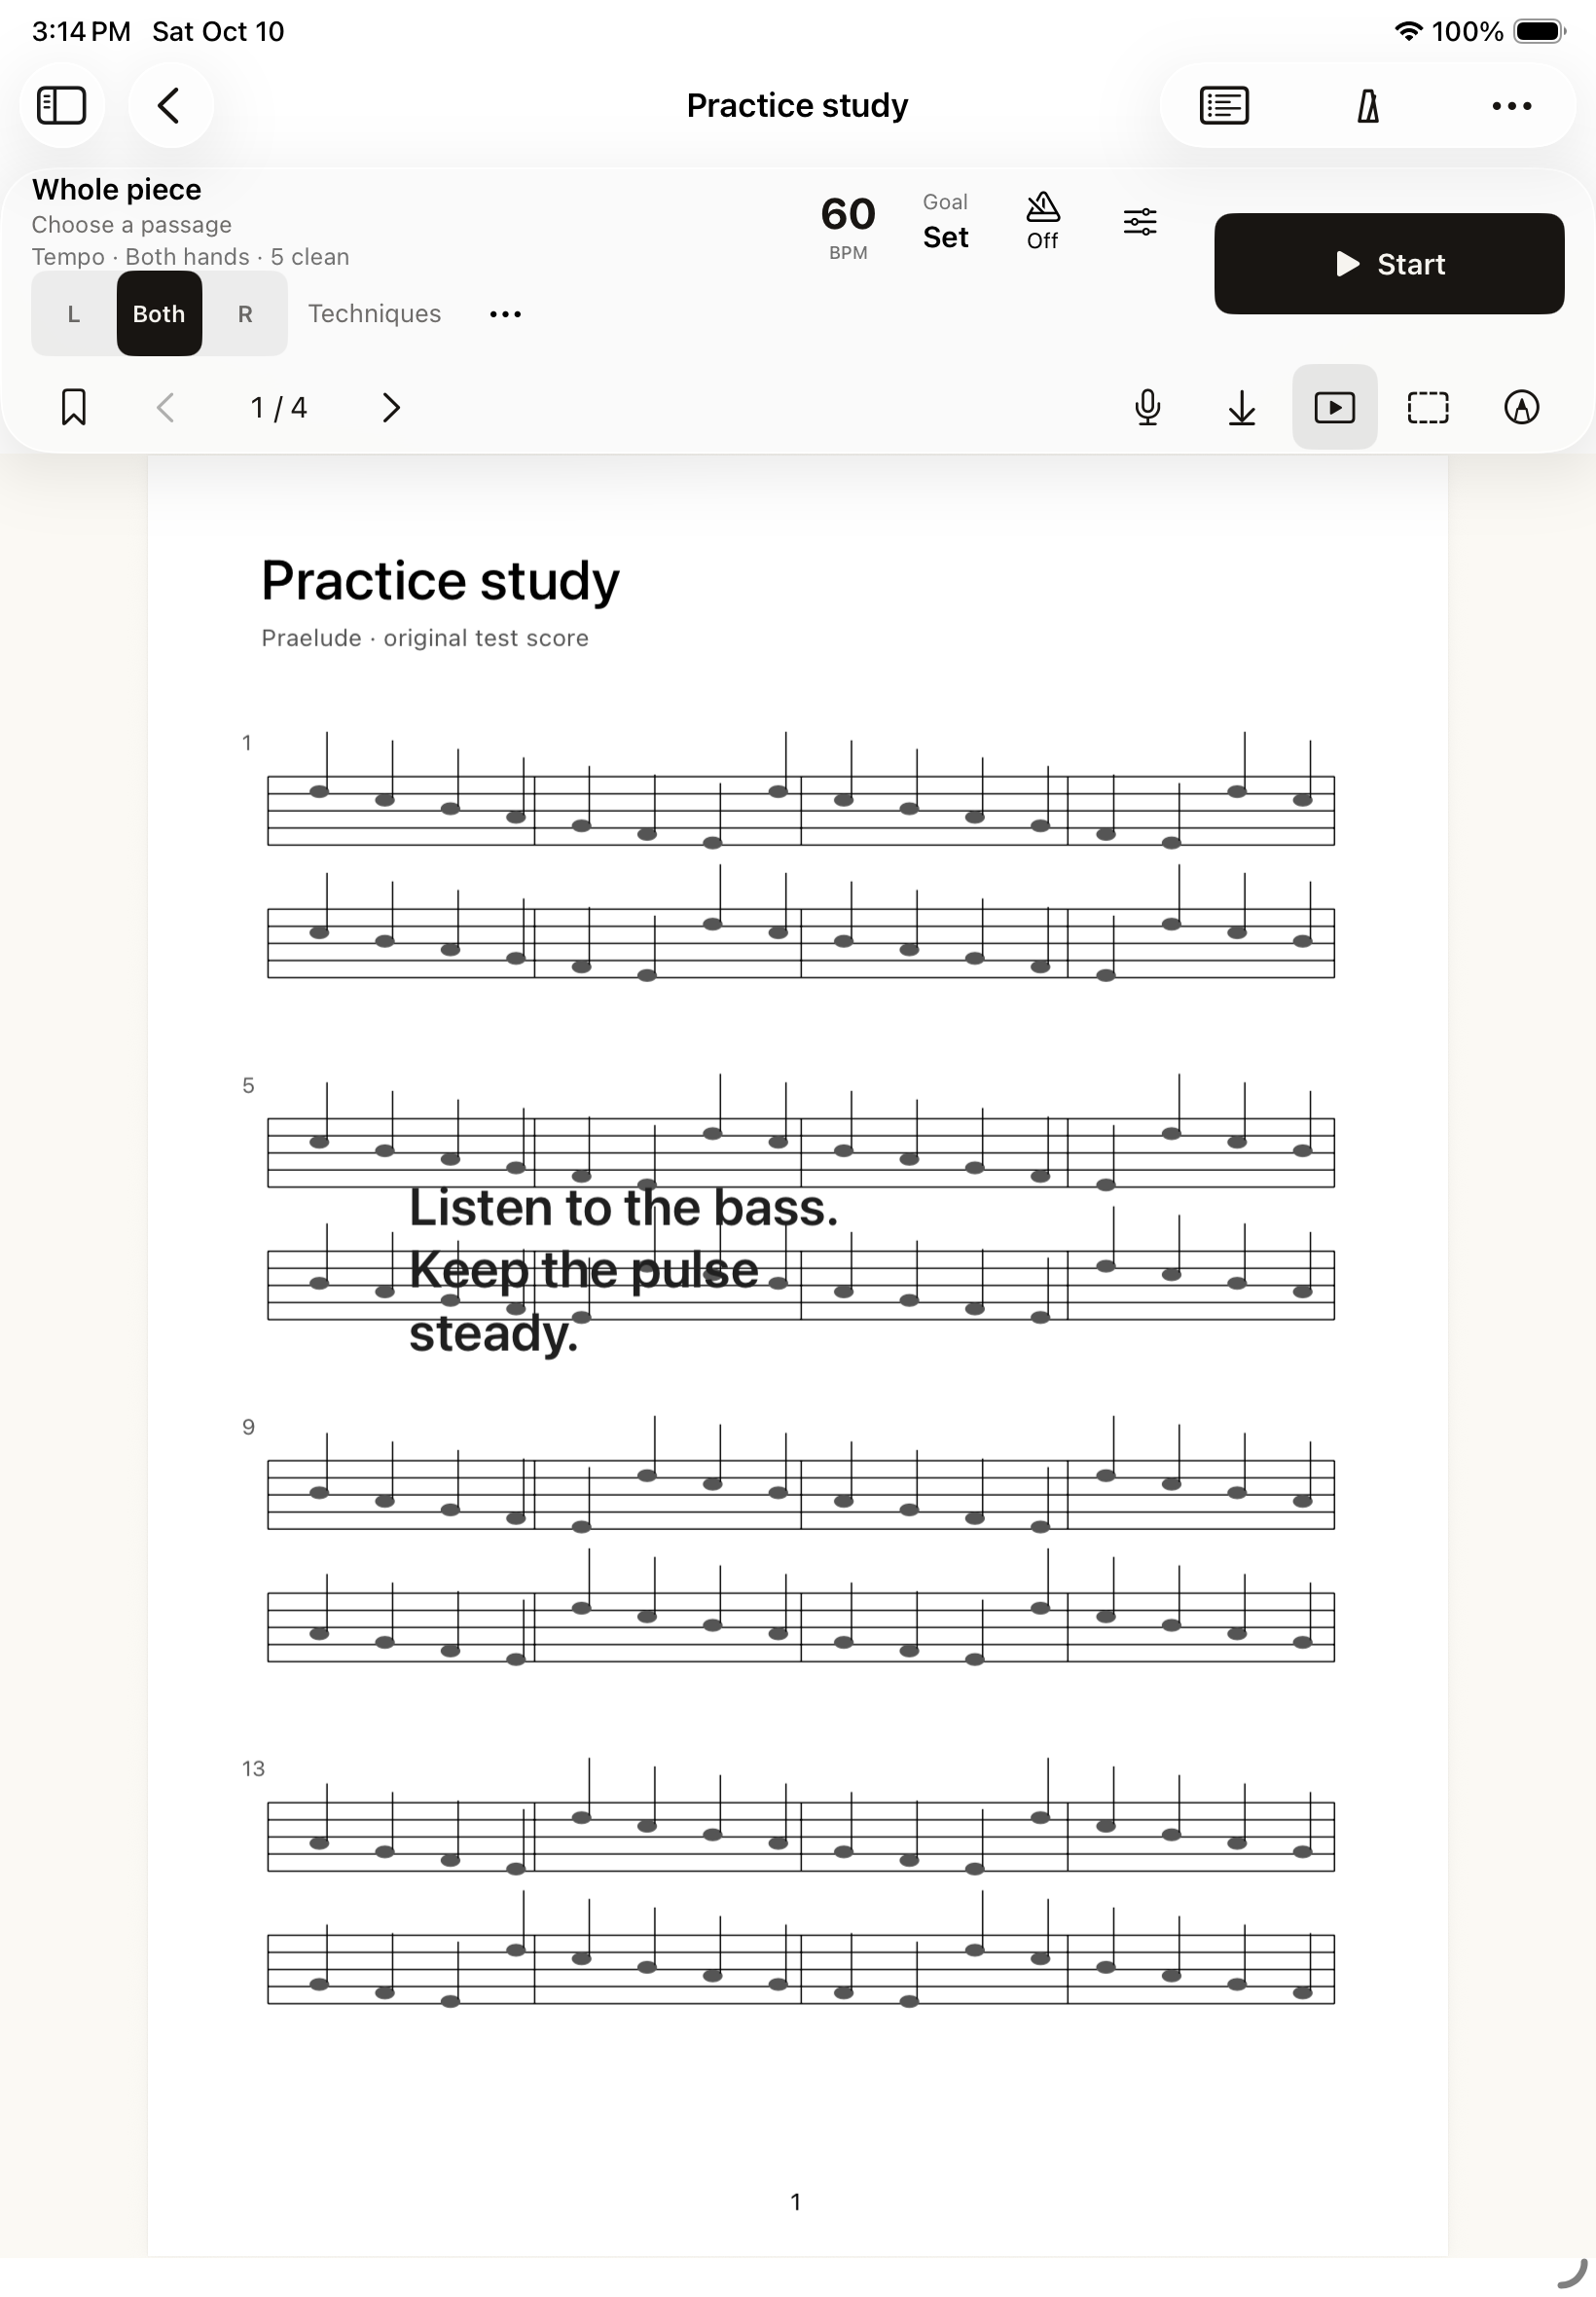 3:14 PM Sat Oct 10 100%
Practice study
Whole piece
Choose a passage
Tempo · Both hands · 5 clean
60
BPM
Goal
Set
Off
Start
L Both R Techniques
1 / 4
Practice study
Praelude · original test score
1
5
Listen to the bass.
Keep the pulse
steady.
9
13
1